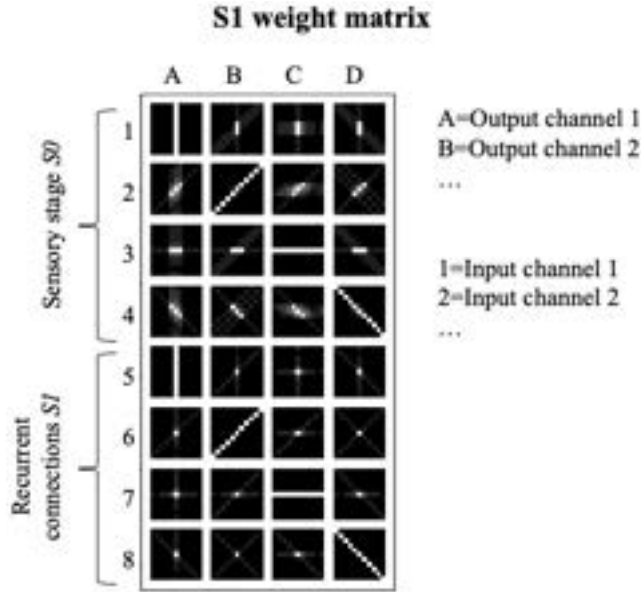 S1 weight matrix
A B C D
1
2
3
4
5
6
7
8
Sensory stage S0
Recurrent
connections S1
A=Output channel 1
B=Output channel 2
…
1=Input channel 1
2=Input channel 2
…